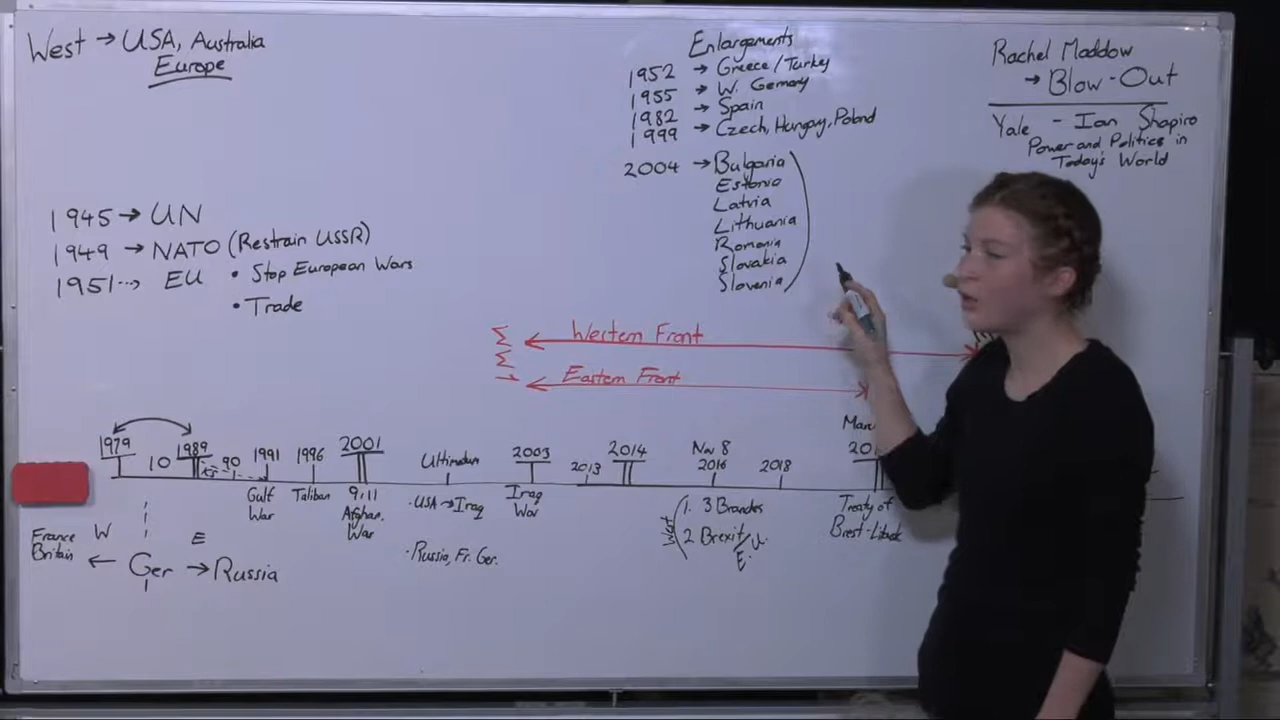 West → USA, Australia
Europe
1945 → UN
1949 → NATO (Restrain USSR)
1951 --> EU • Stop European Wars
• Trade
Enlargements
1952 → Greece/Turkey
1955 → W. Gemany
1982 → Spain
1999 → Czech, Hungary, Poland
2004 → Bulgaria
Estonia
Latvia
Lithuania
Romania
Slovakia
Slovenia
Rachel Maddow
→ Blow-Out
Yale - Ian Shapiro
Power and Politics in
Today's World
Western Front
Eastern Front
1979 10 1989 90 1991 1996 2001 Ultimatum 2003 2013 2014 Nov 8 2016 2018
Gulf War
Taliban
9.11
Afghan.
War
• USA → Iraq
• Russia, Fr. Ger.
Iraq
War
West
1. 3 Branches
2 Brexit/
E.
Treaty of
Brest-Litovsk
France
Britain
W
E
← Ger → Russia